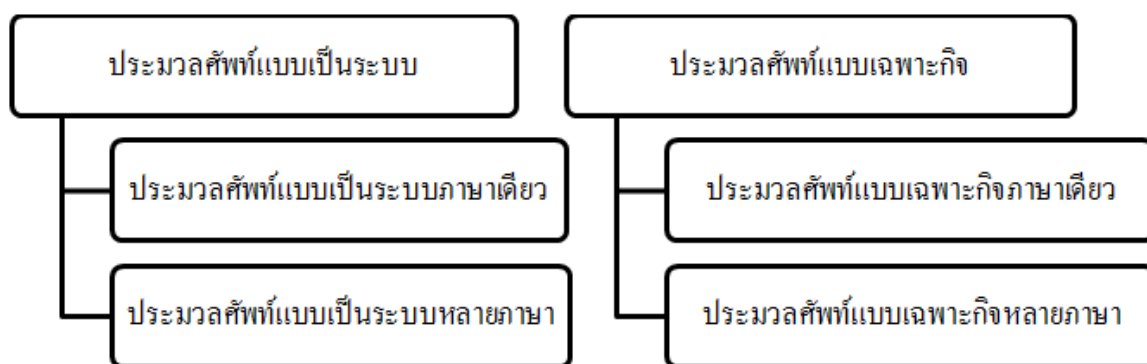 ประมวลศัพท์แบบเป็นระบบ
ประมวลศัพท์แบบเป็นระบบภาษาเดียว
ประมวลศัพท์แบบเป็นระบบหลายภาษา
ประมวลศัพท์แบบเฉพาะกิจ
ประมวลศัพท์แบบเฉพาะกิจภาษาเดียว
ประมวลศัพท์แบบเฉพาะกิจหลายภาษา